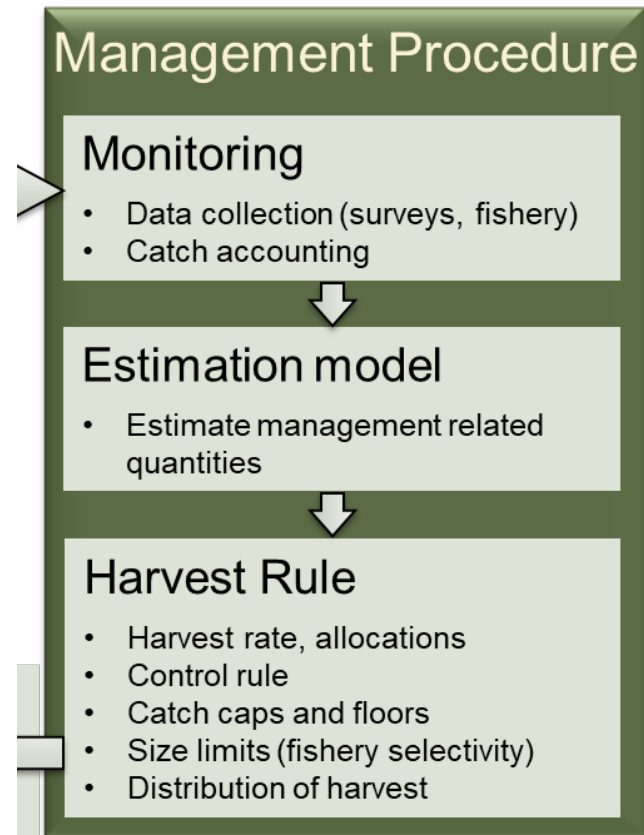 Management Procedure
Monitoring
• Data collection (surveys, fishery)
• Catch accounting
Estimation model
• Estimate management related
quantities
Harvest Rule
• Harvest rate, allocations
• Control rule
• Catch caps and floors
• Size limits (fishery selectivity)
• Distribution of harvest